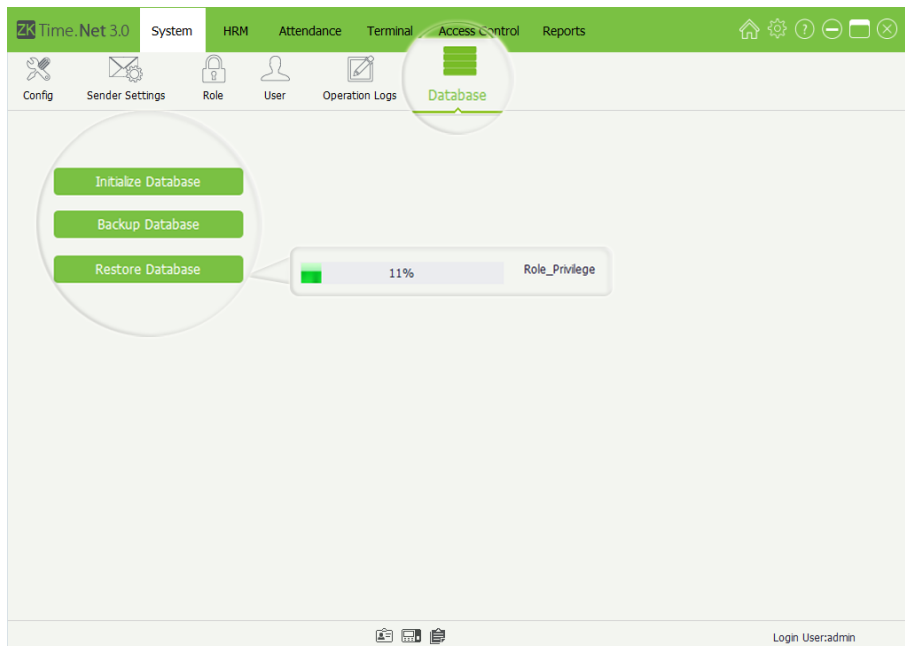 ZK Time.Net 3.0 System HRM Attendance Terminal Access Control Reports
Config Sender Settings Role User Operation Logs Database
Initialize Database
Backup Database
Restore Database
11% Role_Privilege
Login User:admin